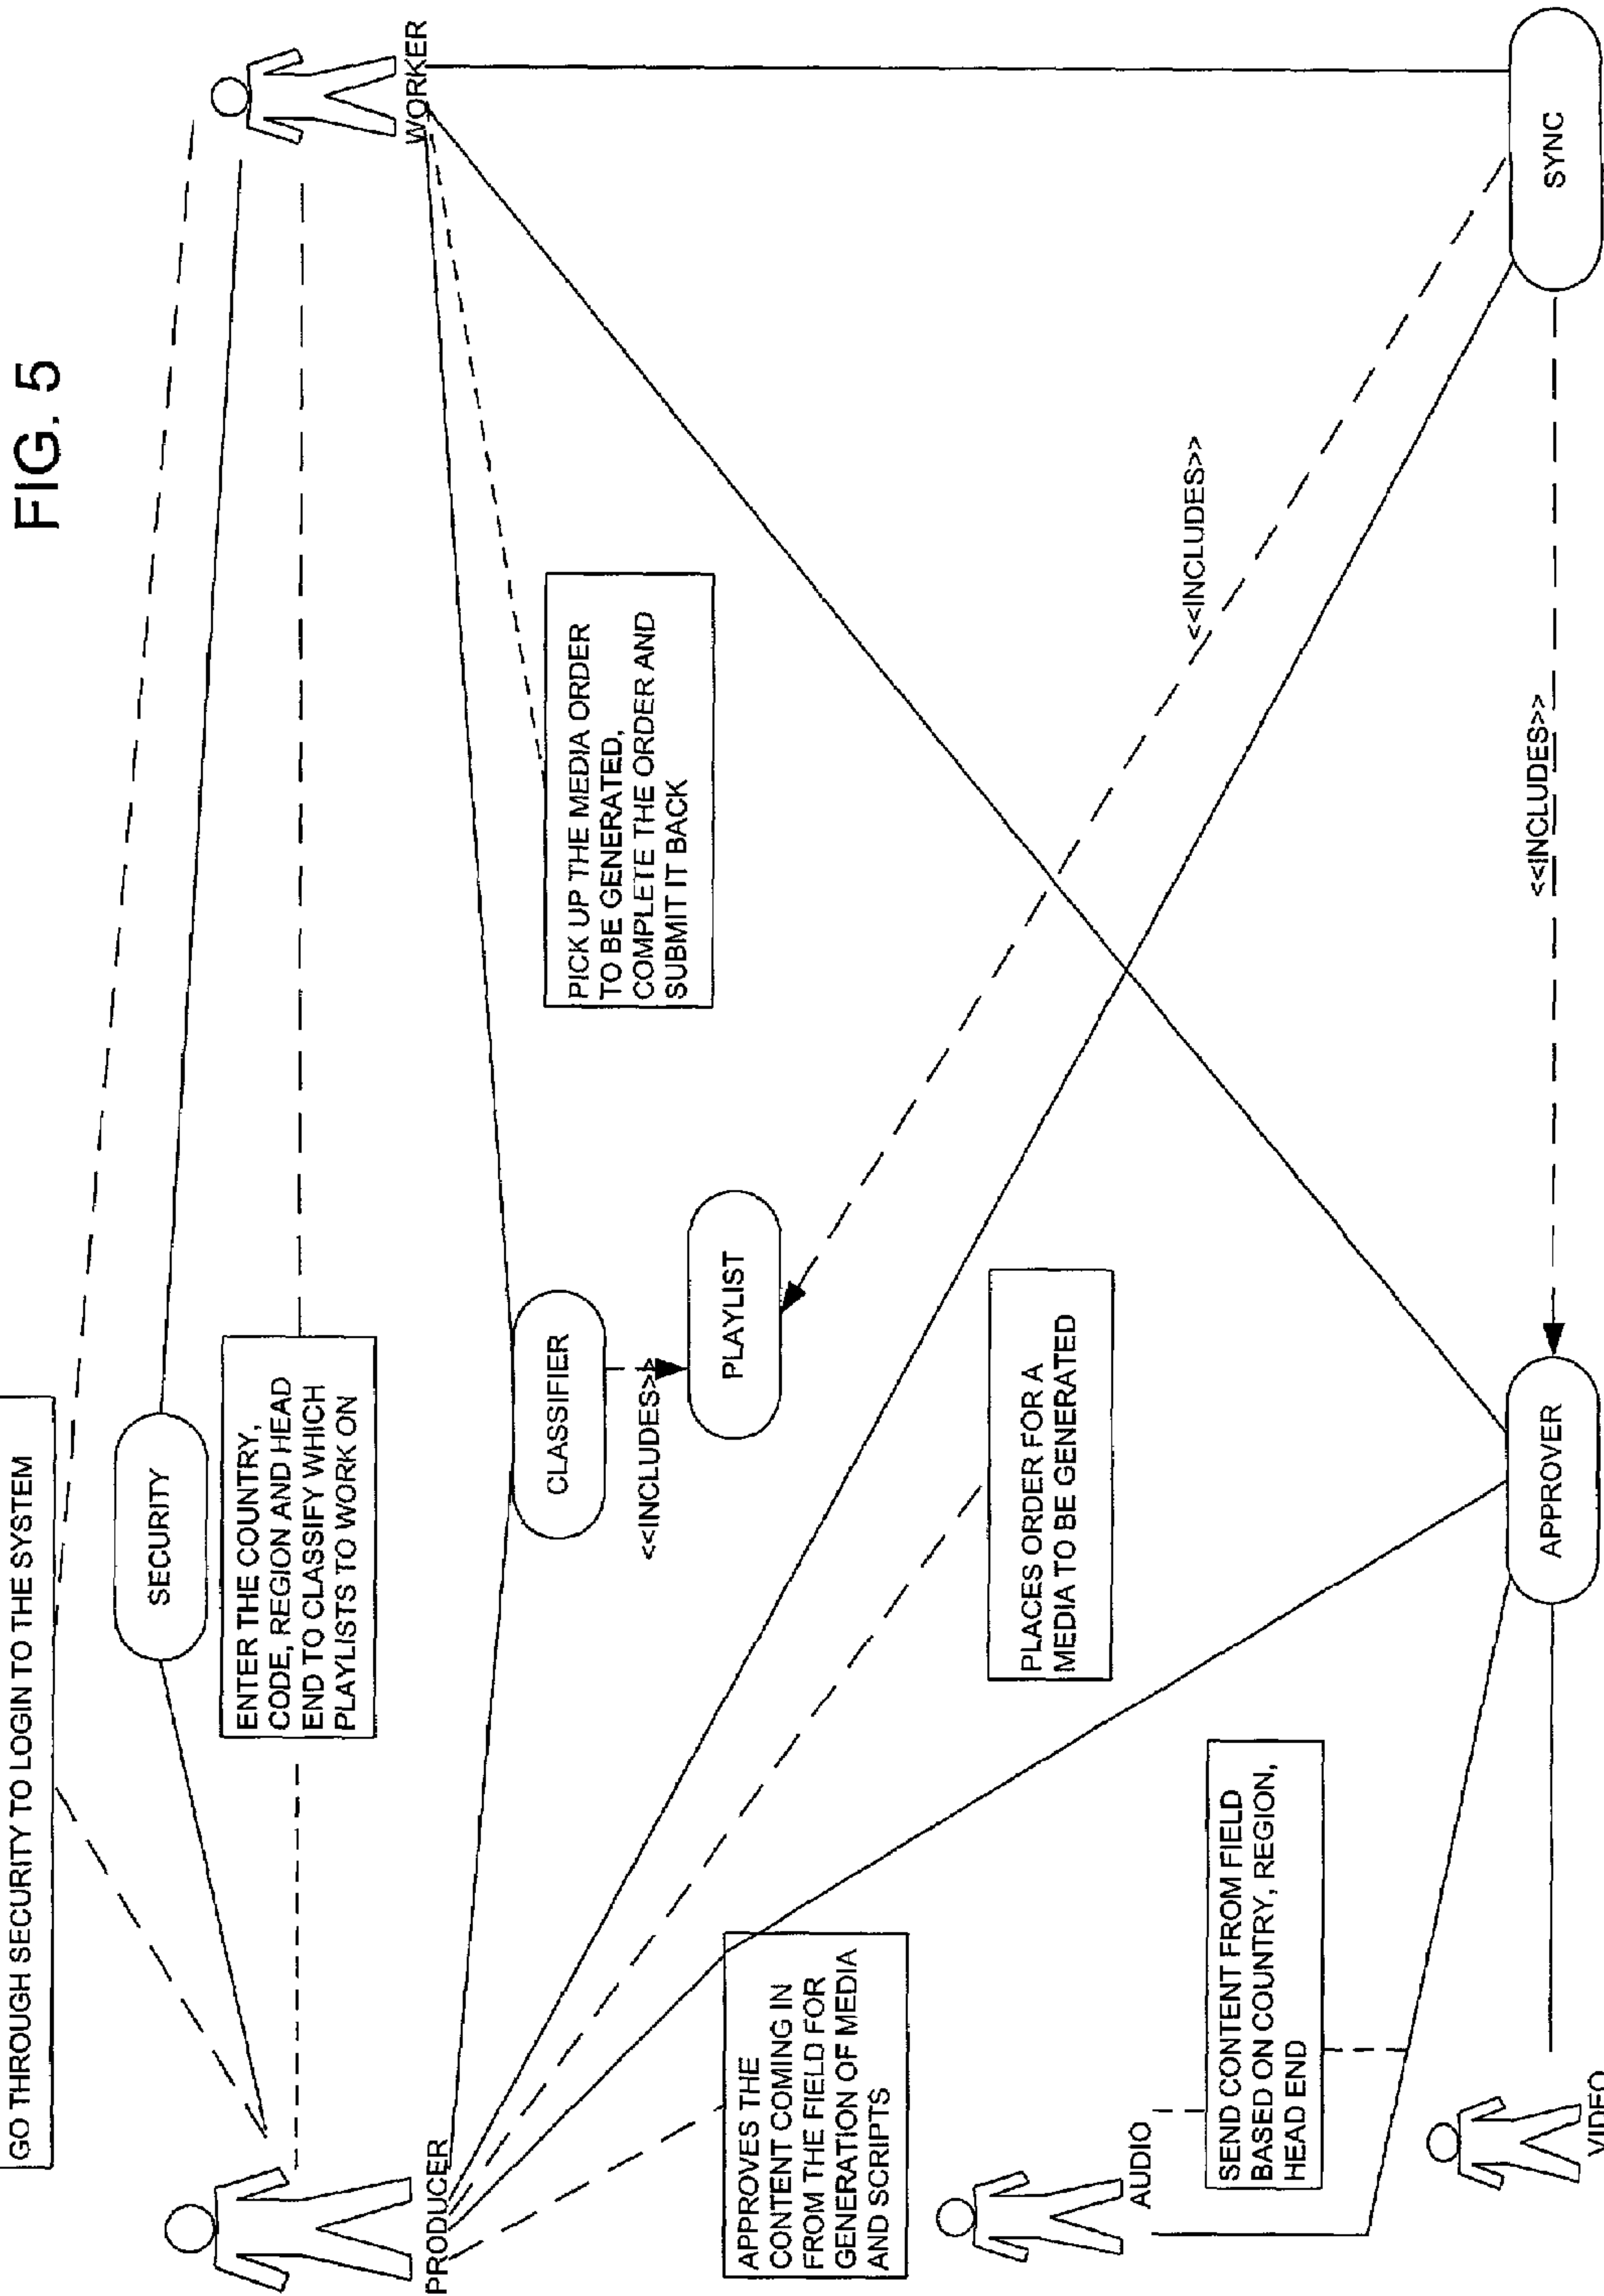 FIG. 5
GO THROUGH SECURITY TO LOGIN TO THE SYSTEM
SECURITY
ENTER THE COUNTRY,
CODE, REGION AND HEAD
END TO CLASSIFY WHICH
PLAYLISTS TO WORK ON
PRODUCER
WORKER
CLASSIFIER
<<INCLUDES>>
PLAYLIST
PICK UP THE MEDIA ORDER
TO BE GENERATED,
COMPLETE THE ORDER AND
SUBMIT IT BACK
APPROVES THE
CONTENT COMING IN
FROM THE FIELD FOR
GENERATION OF MEDIA
AND SCRIPTS
PLACES ORDER FOR A
MEDIA TO BE GENERATED
<<INCLUDES>>
AUDIO
SEND CONTENT FROM FIELD
BASED ON COUNTRY, REGION,
HEAD END
<<INCLUDES>>
VIDEO
APPROVER
SYNC